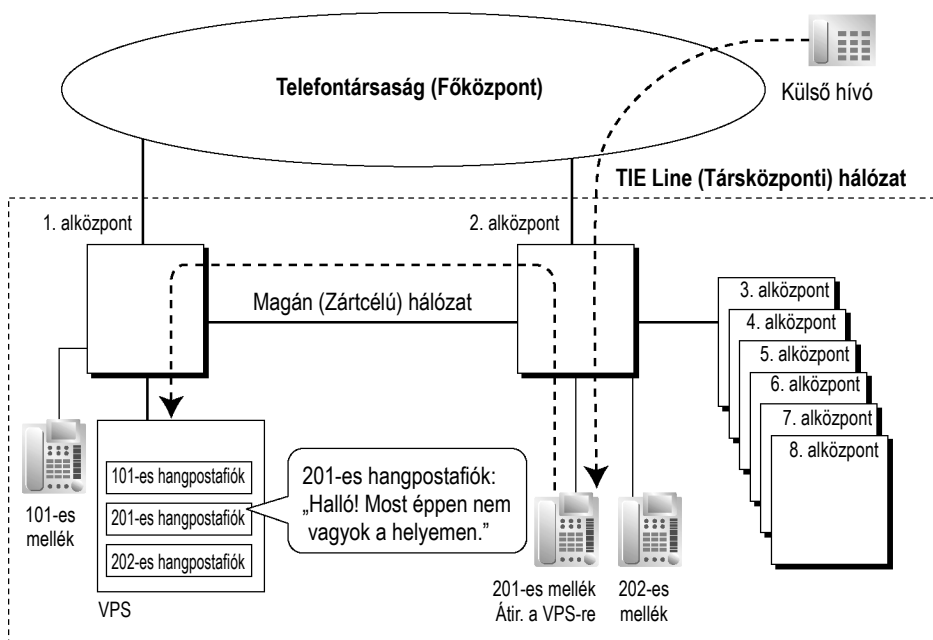 Telefontársaság (Főközpont)
Külső hívó
TIE Line (Társközponti) hálózat
1. alközpont
2. alközpont
Magán (Zártcélú) hálózat
3. alközpont
4. alközpont
5. alközpont
6. alközpont
7. alközpont
8. alközpont
101-es
mellék
101-es hangpostafiók
201-es hangpostafiók
202-es hangpostafiók
VPS
201-es hangpostafiók:
„Halló! Most éppen nem
vagyok a helyemen.”
201-es mellék
Átir. a VPS-re
202-es
mellék